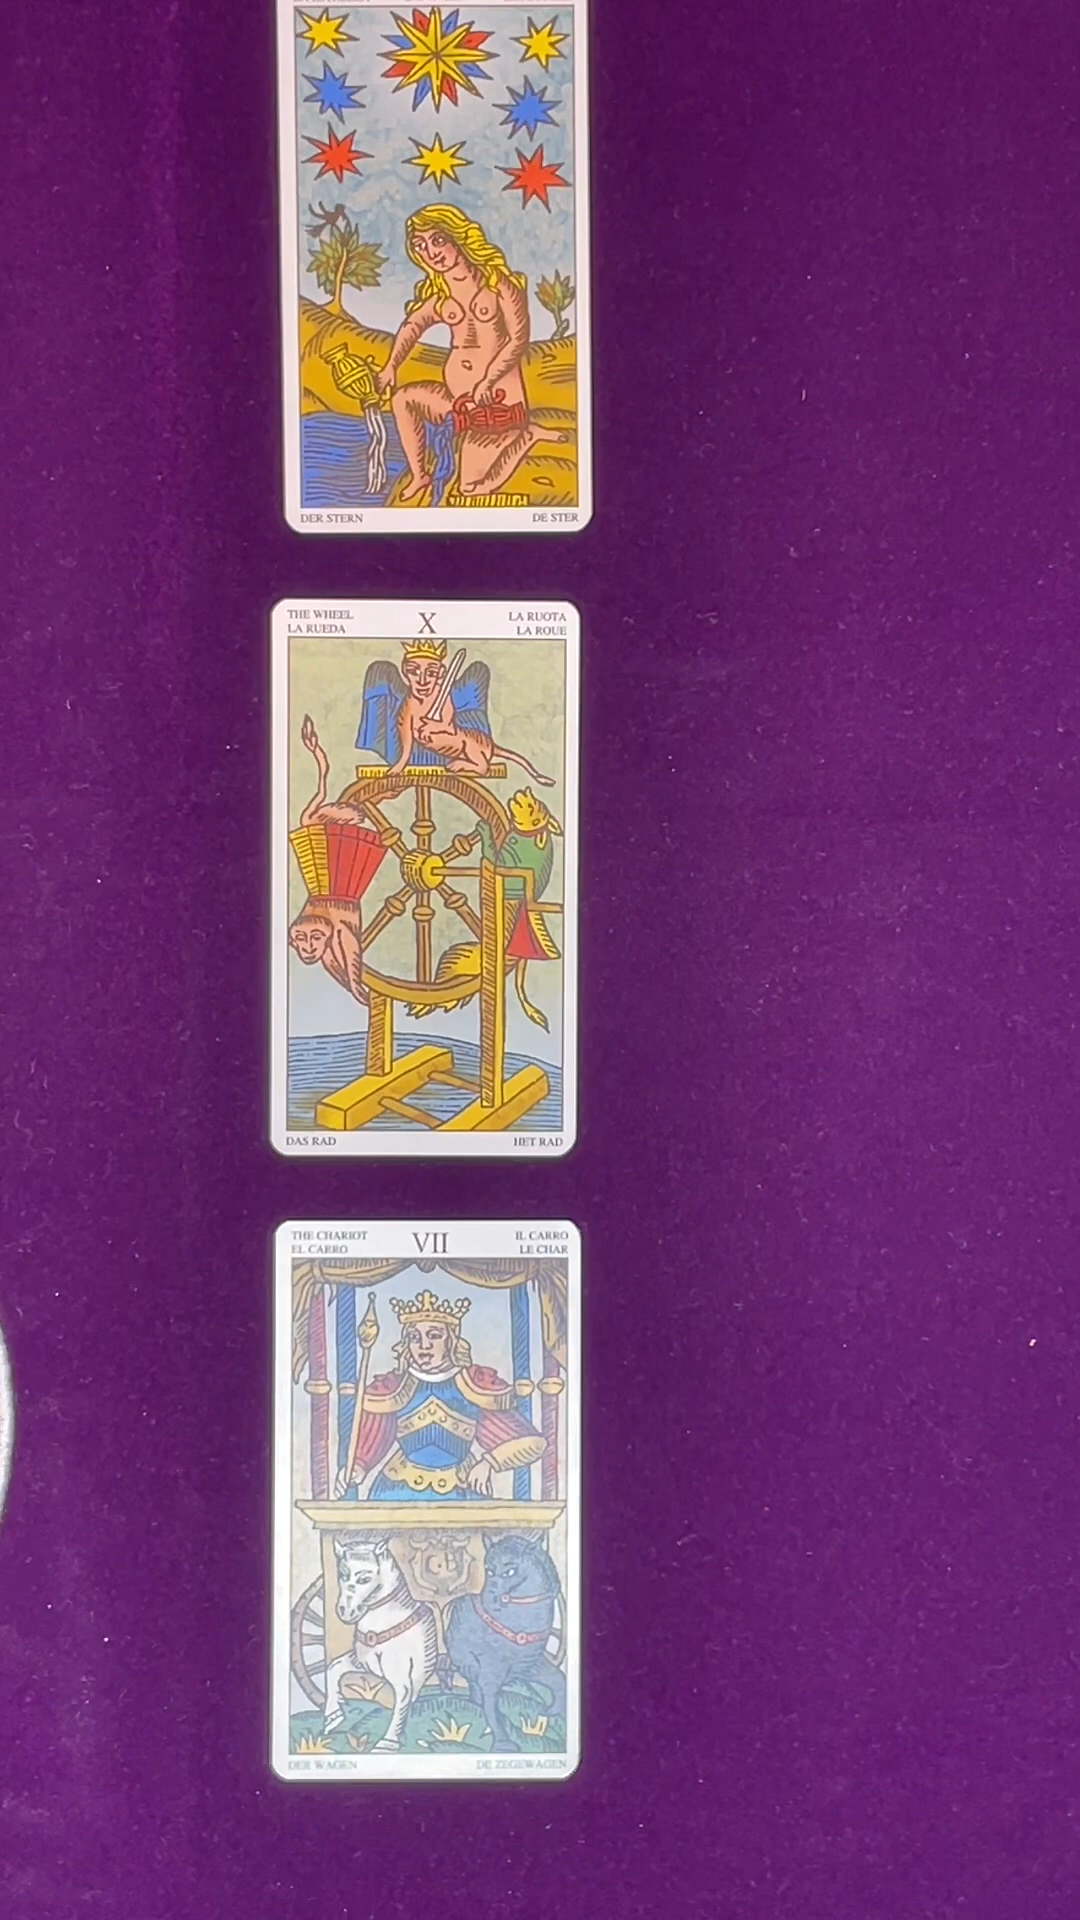 DER STERN DE STER
THE WHEEL X LA RUOTA
LA RUEDA LA ROUE
DAS RAD HET RAD
THE CHARIOT VII IL CARRO
EL CARRO LE CHAR
DER WAGEN DE ZEGEWAGEN